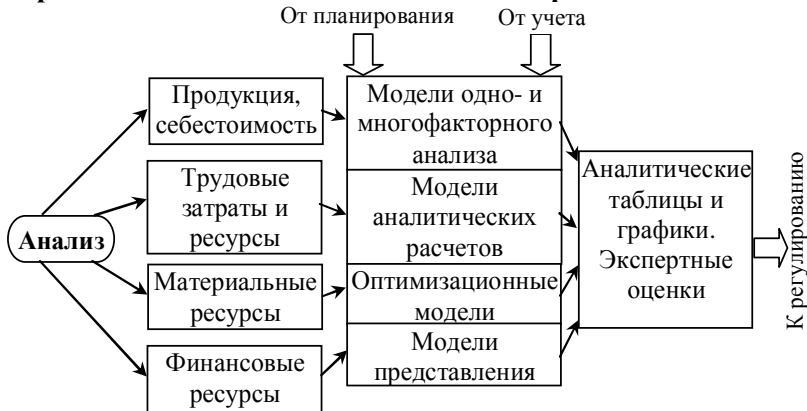 От планирования
От учета
Продукция,
себестоимость
Трудовые
затраты и
ресурсы
Анализ
Материальные
ресурсы
Финансовые
ресурсы
Модели одно- и
многофакторного
анализа
Модели
аналитических
расчетов
Оптимизационные
модели
Модели
представления
Аналитические
таблицы и
графики.
Экспертные
оценки
К регулированию